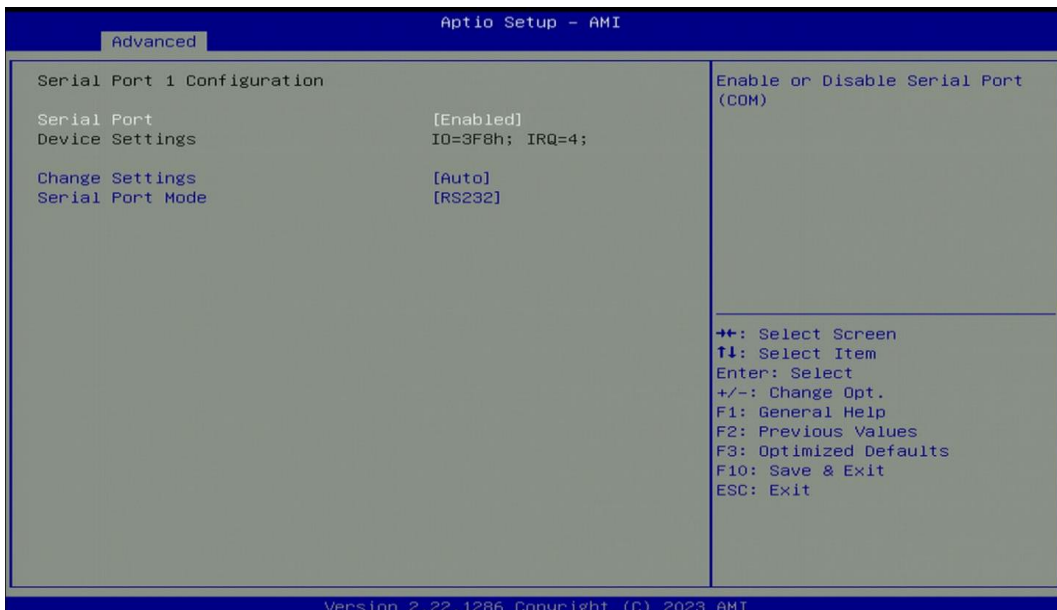 Aptio Setup – AMI
Advanced
Serial Port 1 Configuration
Serial Port [Enabled]
Device Settings IO=3F8h; IRQ=4;
Change Settings [Auto]
Serial Port Mode [RS232]
Enable or Disable Serial Port
(COM)
→←: Select Screen
↑↓: Select Item
Enter: Select
+/-: Change Opt.
F1: General Help
F2: Previous Values
F3: Optimized Defaults
F10: Save & Exit
ESC: Exit
Version 2.22.1286 Copyright (C) 2023 AMI